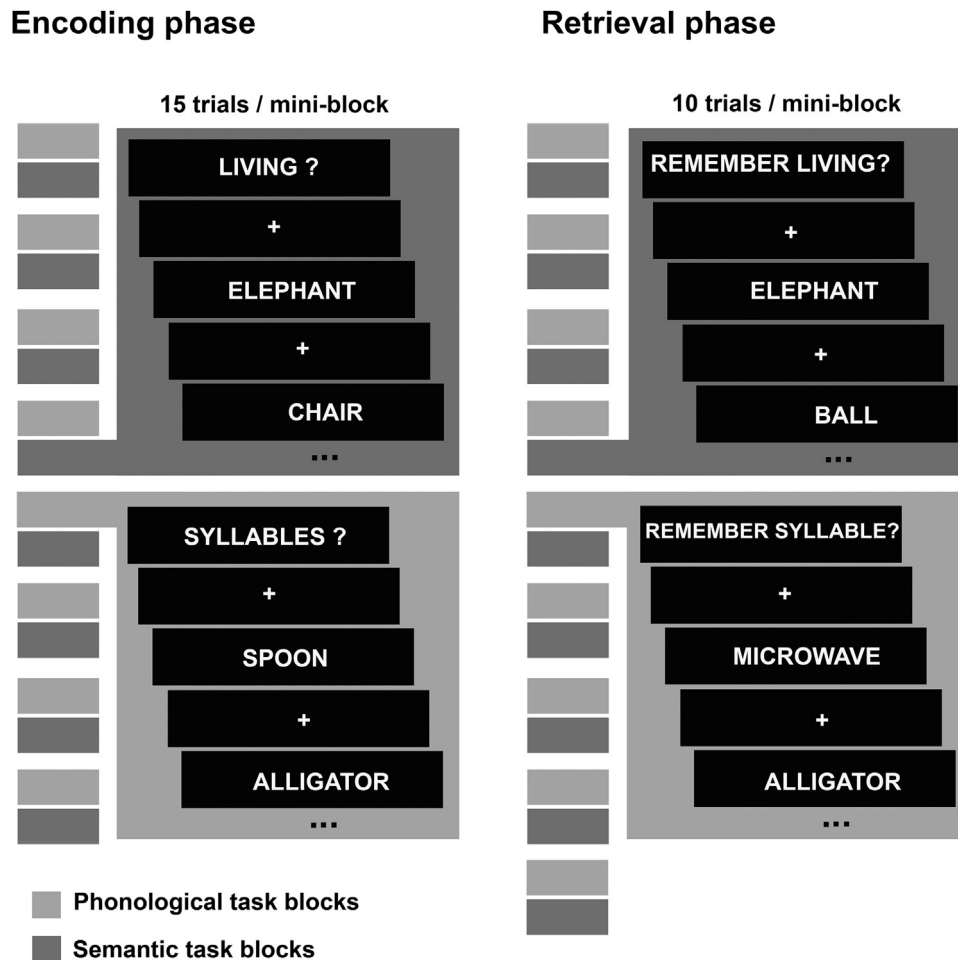 Encoding phase
15 trials / mini-block
LIVING ?
+
ELEPHANT
+
CHAIR
...
SYLLABLES ?
+
SPOON
+
ALLIGATOR
...
Phonological task blocks
Semantic task blocks
Retrieval phase
10 trials / mini-block
REMEMBER LIVING?
+
ELEPHANT
+
BALL
...
REMEMBER SYLLABLE?
+
MICROWAVE
+
ALLIGATOR
...